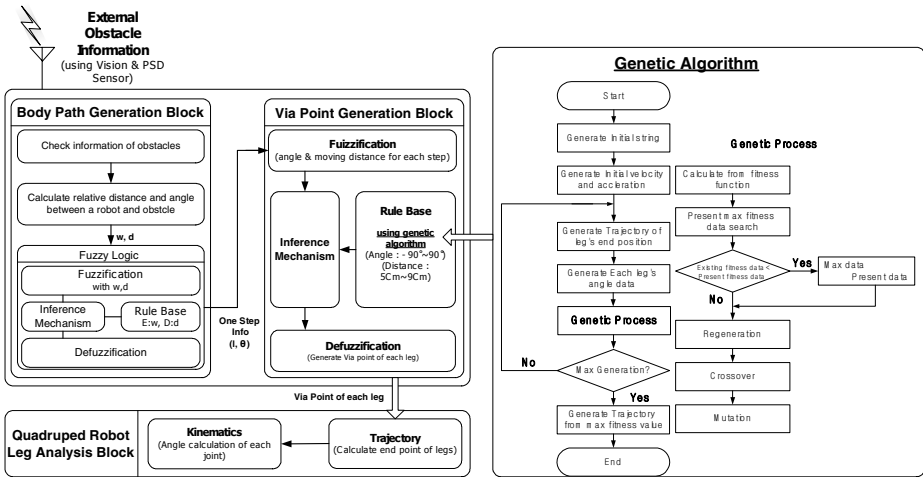 External
Obstacle
Information
(using Vision & PSD
Sensor)
Body Path Generation Block
Check information of obstacles
Calculate relative distance and angle
between a robot and obstcle
w, d
Fuzzy Logic
Fuzzification
with w,d
Inference
Mechanism
Rule Base
E:w, D:d
Defuzzification
One Step
Info
(l, θ)
Via Point Generation Block
Fuizzification
(angle & moving distance for each step)
Inference
Mechanism
Rule Base
using genetic
algorithm
(Angle : - 90°~90°)
(Distance :
5Cm~9Cm)
Defuzzification
(Generate Via point of each leg)
Via Point of each leg
Quadruped Robot
Leg Analysis Block
Kinematics
(Angle calculation of each
joint)
Trajectory
(Calculate end point of legs)
Genetic Algorithm
Start
Generate Initial string
Generate Initial velocity
and accleration
Generate Trajectory of
leg's end position
Generate Each leg's
angle data
Genetic Process
Max Generation?
No
Yes
Generate Trajectory
from max fitness value
End
Genetic Process
Calculate from fitness
function
Present max fitness
data search
Existing fitness data <
Present fitness data
Yes
Max data
Present data
No
Regeneration
Crossover
Mutation